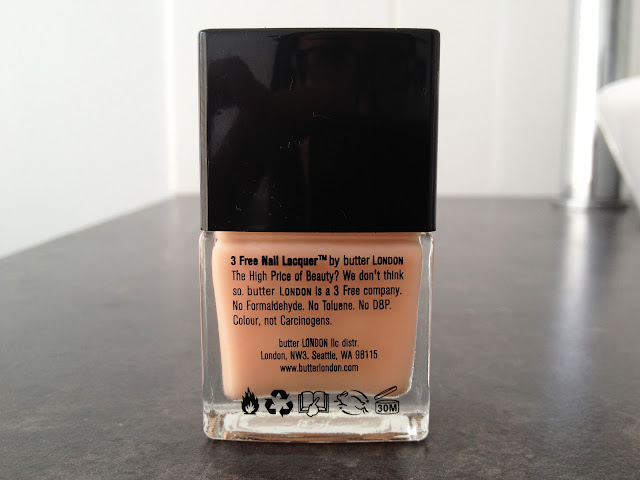 3 Free Nail Lacquer™ by butter LONDON
The High Price of Beauty? We don't think
so. butter LONDON is a 3 Free company.
No Formaldehyde. No Toluene. No DBP.
Colour, not Carcinogens.
butter LONDON llc distr.
London, NW3. Seattle, WA 98115
www.butterlondon.com
30M